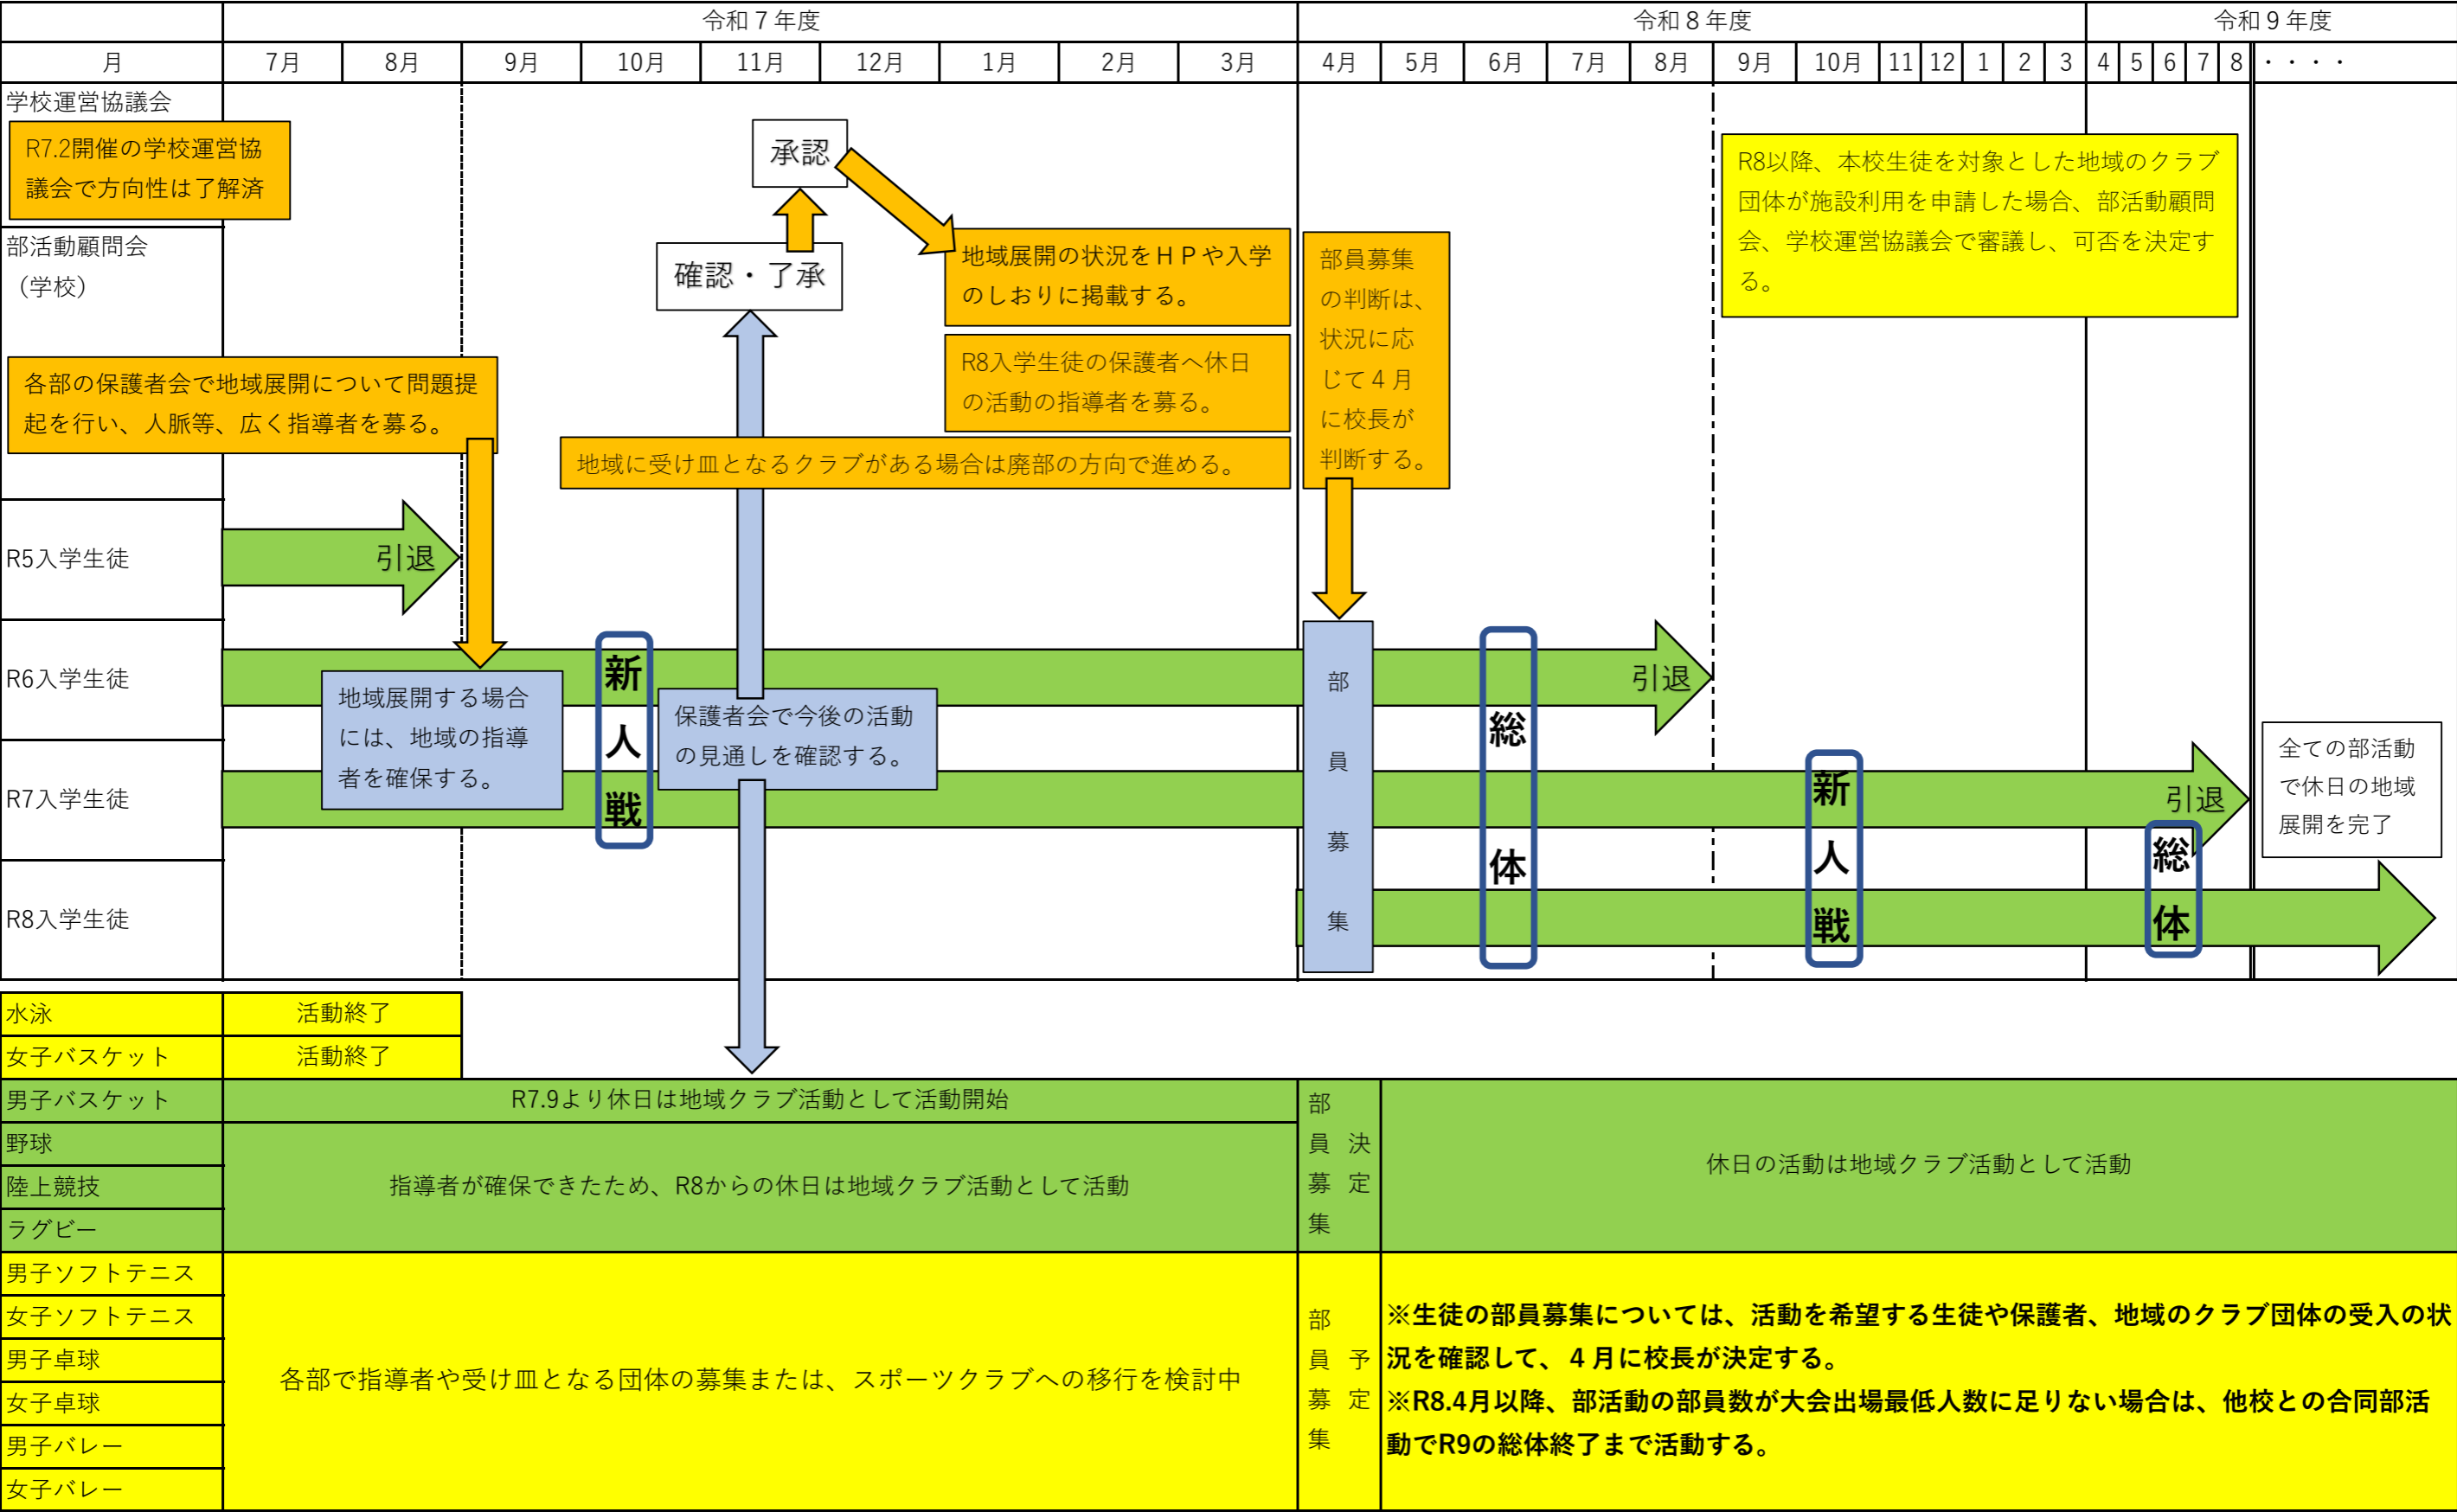 令和７年度
令和８年度
令和９年度
月
7月
8月
9月
10月
11月
12月
1月
2月
3月
4月
5月
6月
7月
8月
9月
10月
11
12
1
2
3
4
5
6
7
8
・・・・
学校運営協議会
R7.2開催の学校運営協
議会で方向性は了解済
承認
R8以降、本校生徒を対象とした地域のクラブ
団体が施設利用を申請した場合、部活動顧問
会、学校運営協議会で審議し、可否を決定す
る。
部活動顧問会
（学校）
確認・了承
地域展開の状況をＨＰや入学
のしおりに掲載する。
部員募集
の判断は、
状況に応
じて４月
に校長が
判断する。
R8入学生徒の保護者へ休日
の活動の指導者を募る。
各部の保護者会で地域展開について問題提
起を行い、人脈等、広く指導者を募る。
地域に受け皿となるクラブがある場合は廃部の方向で進める。
R5入学生徒
引退
R6入学生徒
地域展開する場合
には、地域の指導
者を確保する。
新人戦
保護者会で今後の活動
の見通しを確認する。
部員募集
総体
引退
R7入学生徒
新人戦
引退
総体
全ての部活動
で休日の地域
展開を完了
R8入学生徒
水泳
活動終了
女子バスケット
活動終了
男子バスケット
R7.9より休日は地域クラブ活動として活動開始
野球
陸上競技
ラグビー
指導者が確保できたため、R8からの休日は地域クラブ活動として活動
部員募集
決定
休日の活動は地域クラブ活動として活動
男子ソフトテニス
女子ソフトテニス
男子卓球
女子卓球
男子バレー
女子バレー
各部で指導者や受け皿となる団体の募集または、スポーツクラブへの移行を検討中
部員募集
予定
※生徒の部員募集については、活動を希望する生徒や保護者、地域のクラブ団体の受入の状
況を確認して、４月に校長が決定する。
※R8.4月以降、部活動の部員数が大会出場最低人数に足りない場合は、他校との合同部活
動でR9の総体終了まで活動する。